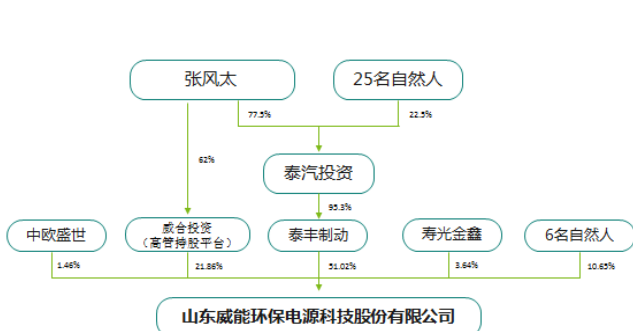 张风太
25名自然人
77.5%
22.5%
62%
泰汽投资
95.3%
中欧盛世
威合投资
（高管持股平台）
泰丰制动
寿光金鑫
6名自然人
1.46%
21.86%
51.02%
3.64%
10.65%
山东威能环保电源科技股份有限公司